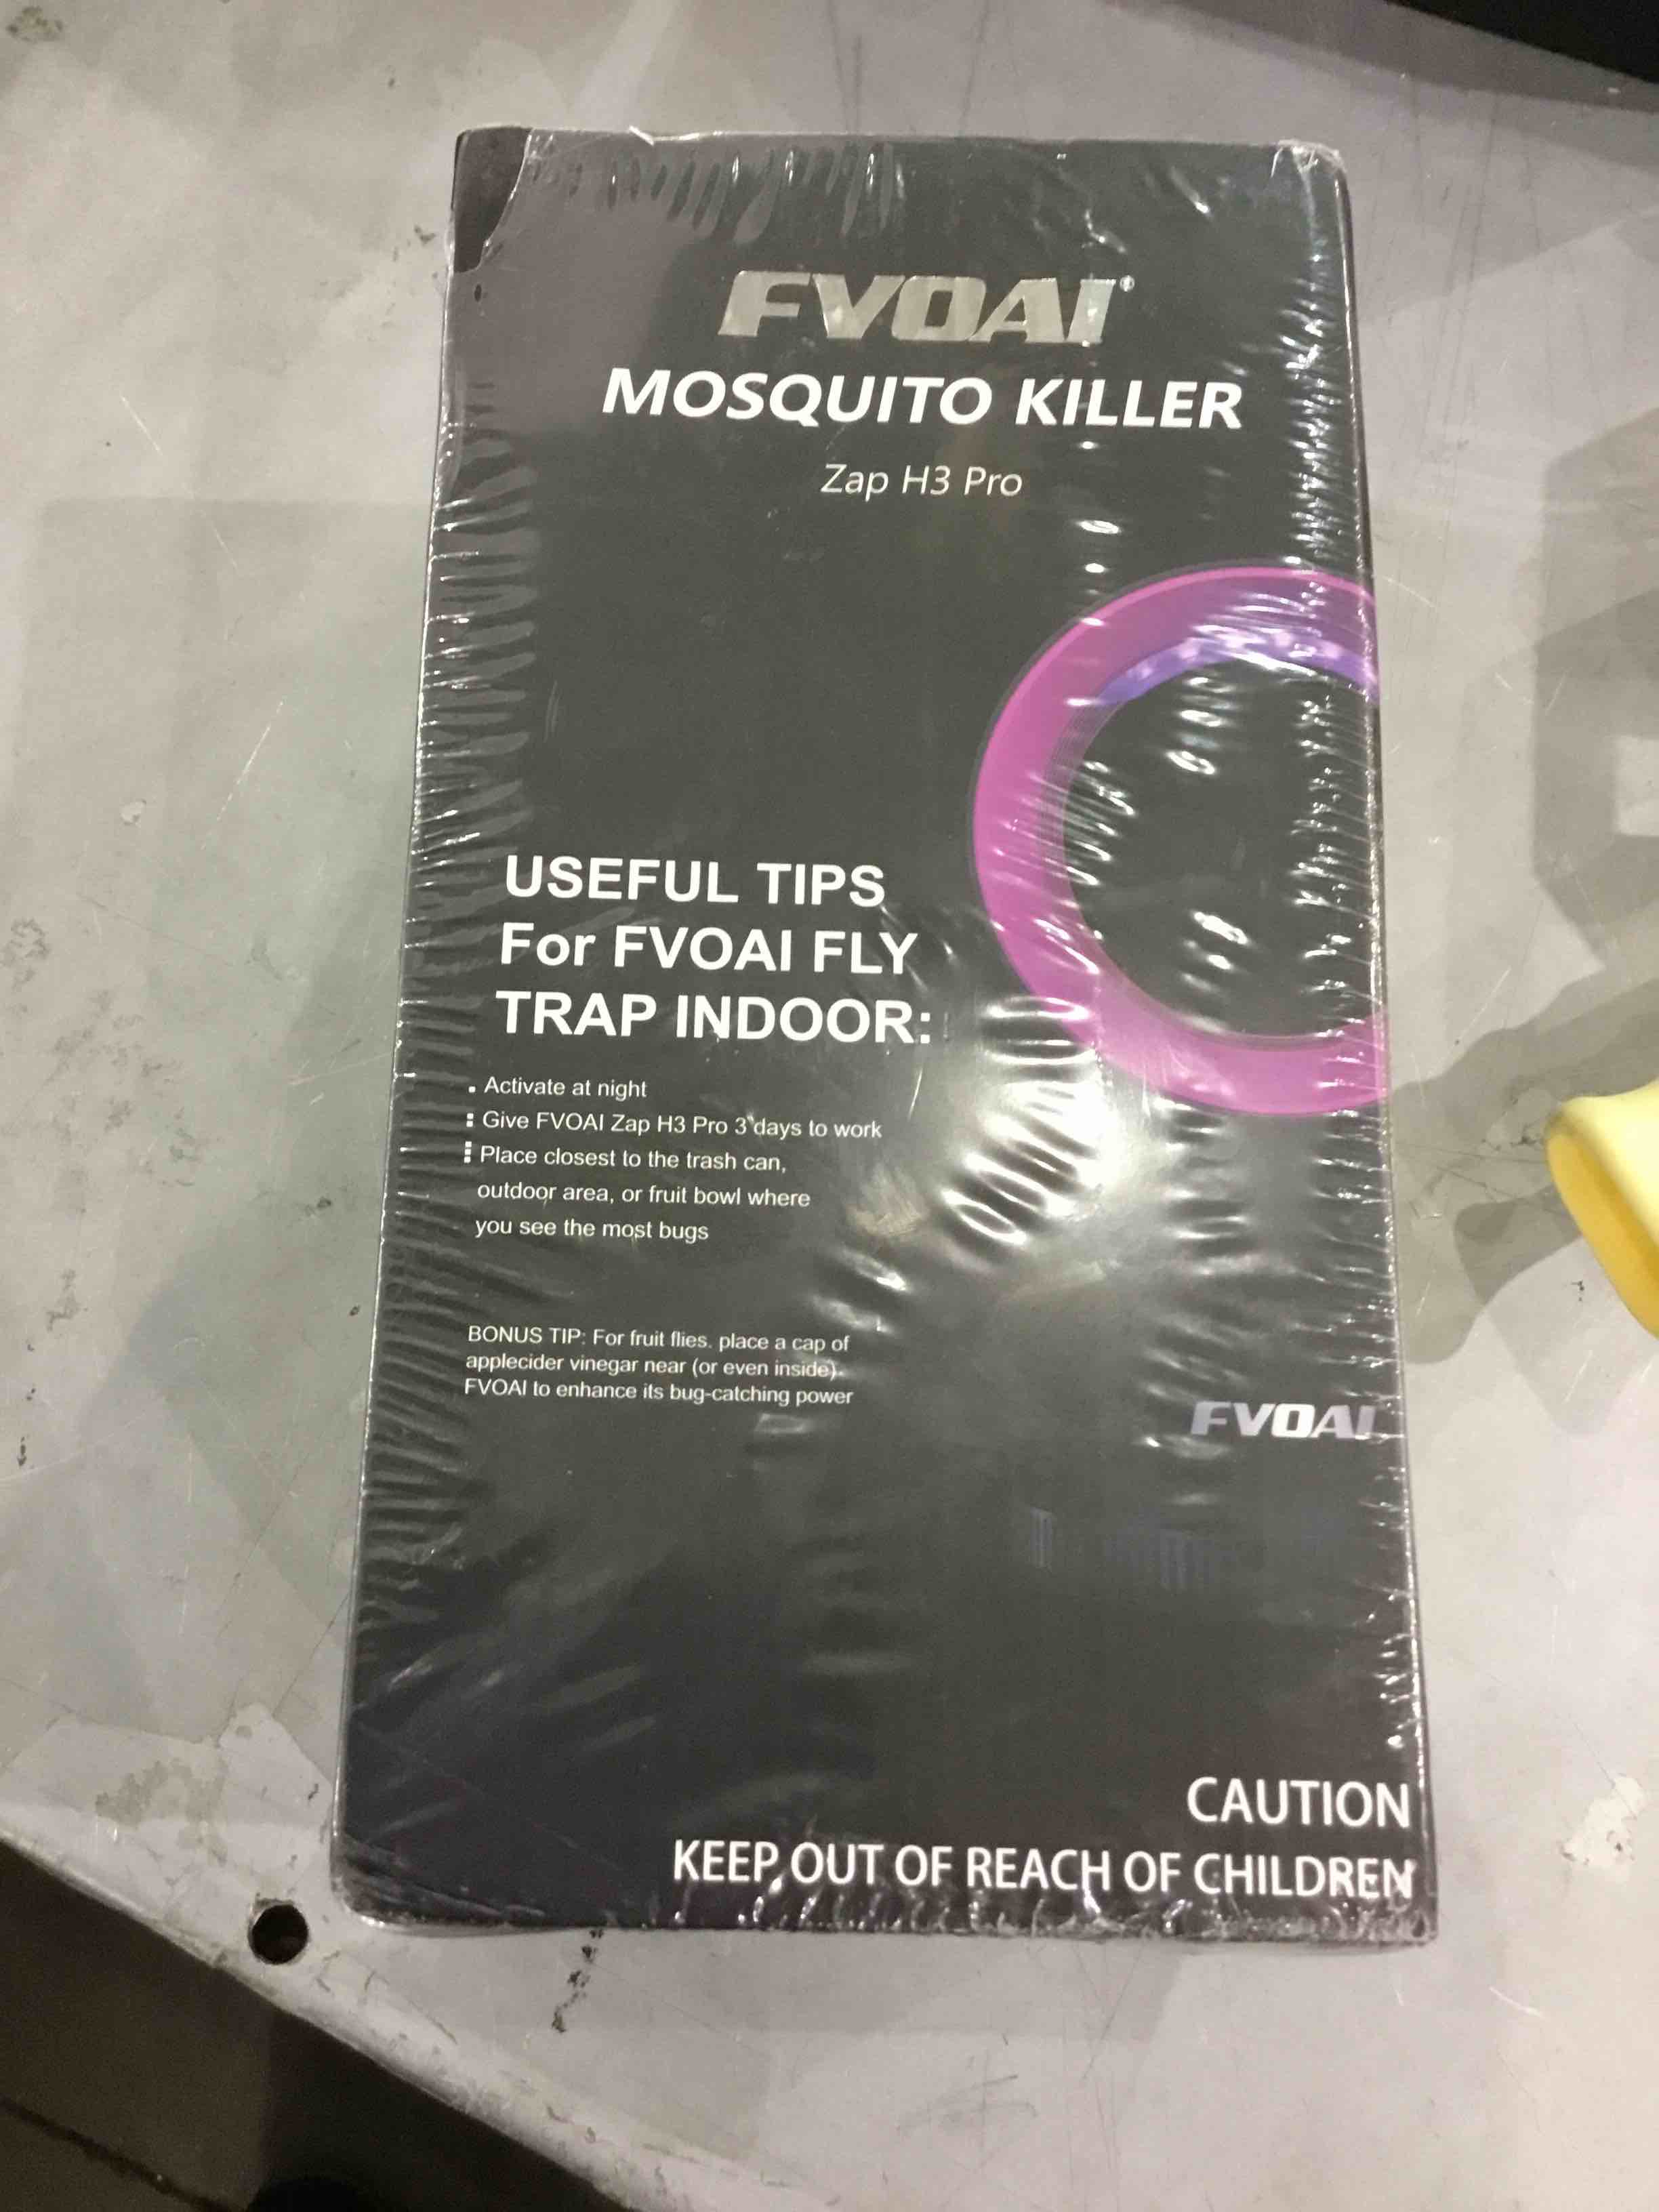 FVOAI®
MOSQUITO KILLER
Zap H3 Pro
USEFUL TIPS
For FVOAI FLY
TRAP INDOOR:
. Activate at night
: Give FVOAI Zap H3 Pro 3 days to work
⋮ Place closest to the trash can,
outdoor area, or fruit bowl where
you see the most bugs
BONUS TIP: For fruit flies. place a cap of
applecider vinegar near (or even inside)
FVOAI to enhance its bug-catching power
FVOAI
CAUTION
KEEP OUT OF REACH OF CHILDREN